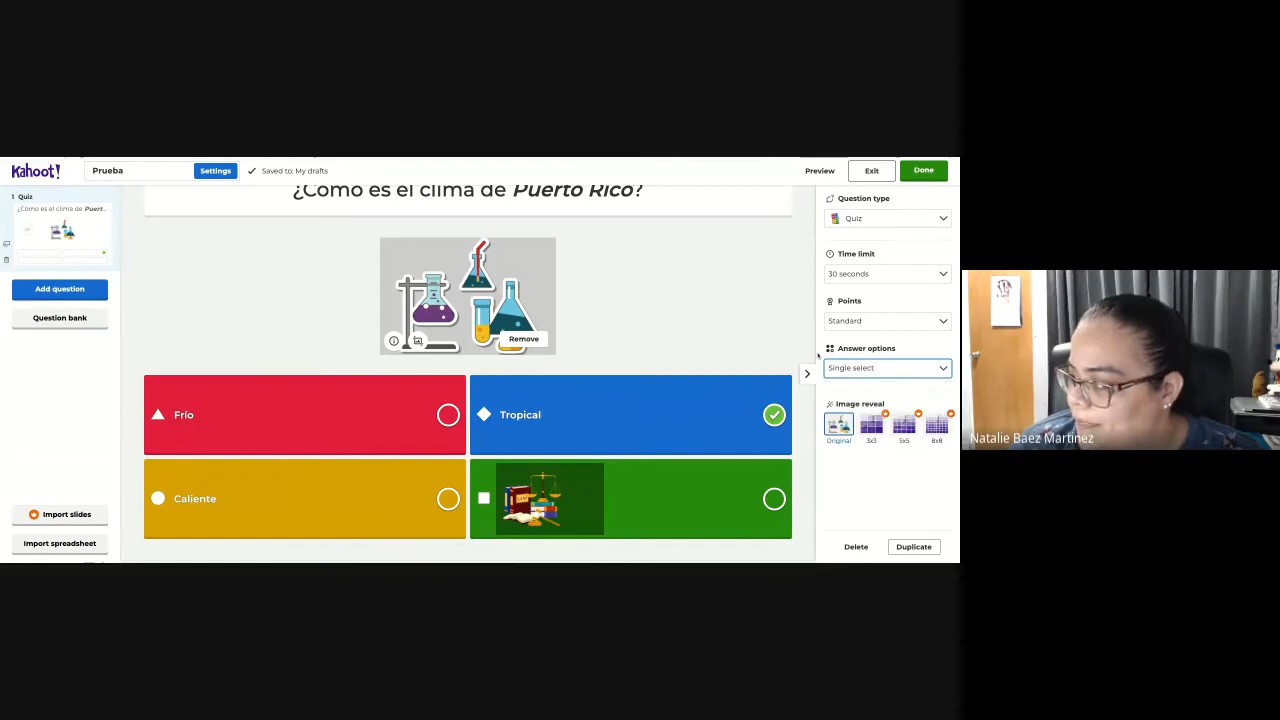 Kahoot!
Prueba
Settings
Saved to: My drafts
Preview
Exit
Done
1 Quiz
¿Como es el clima de Puert..
Add question
Question bank
Import slides
Import spreadsheet
¿Como es el clima de Puerto Rico?
Remove
Frío
Tropical
Caliente
LAW
Question type
Quiz
Time limit
30 seconds
Points
Standard
Answer options
Single select
Image reveal
Original
3x3
5x5
8x8
Delete
Duplicate
Natalie Baez Martinez